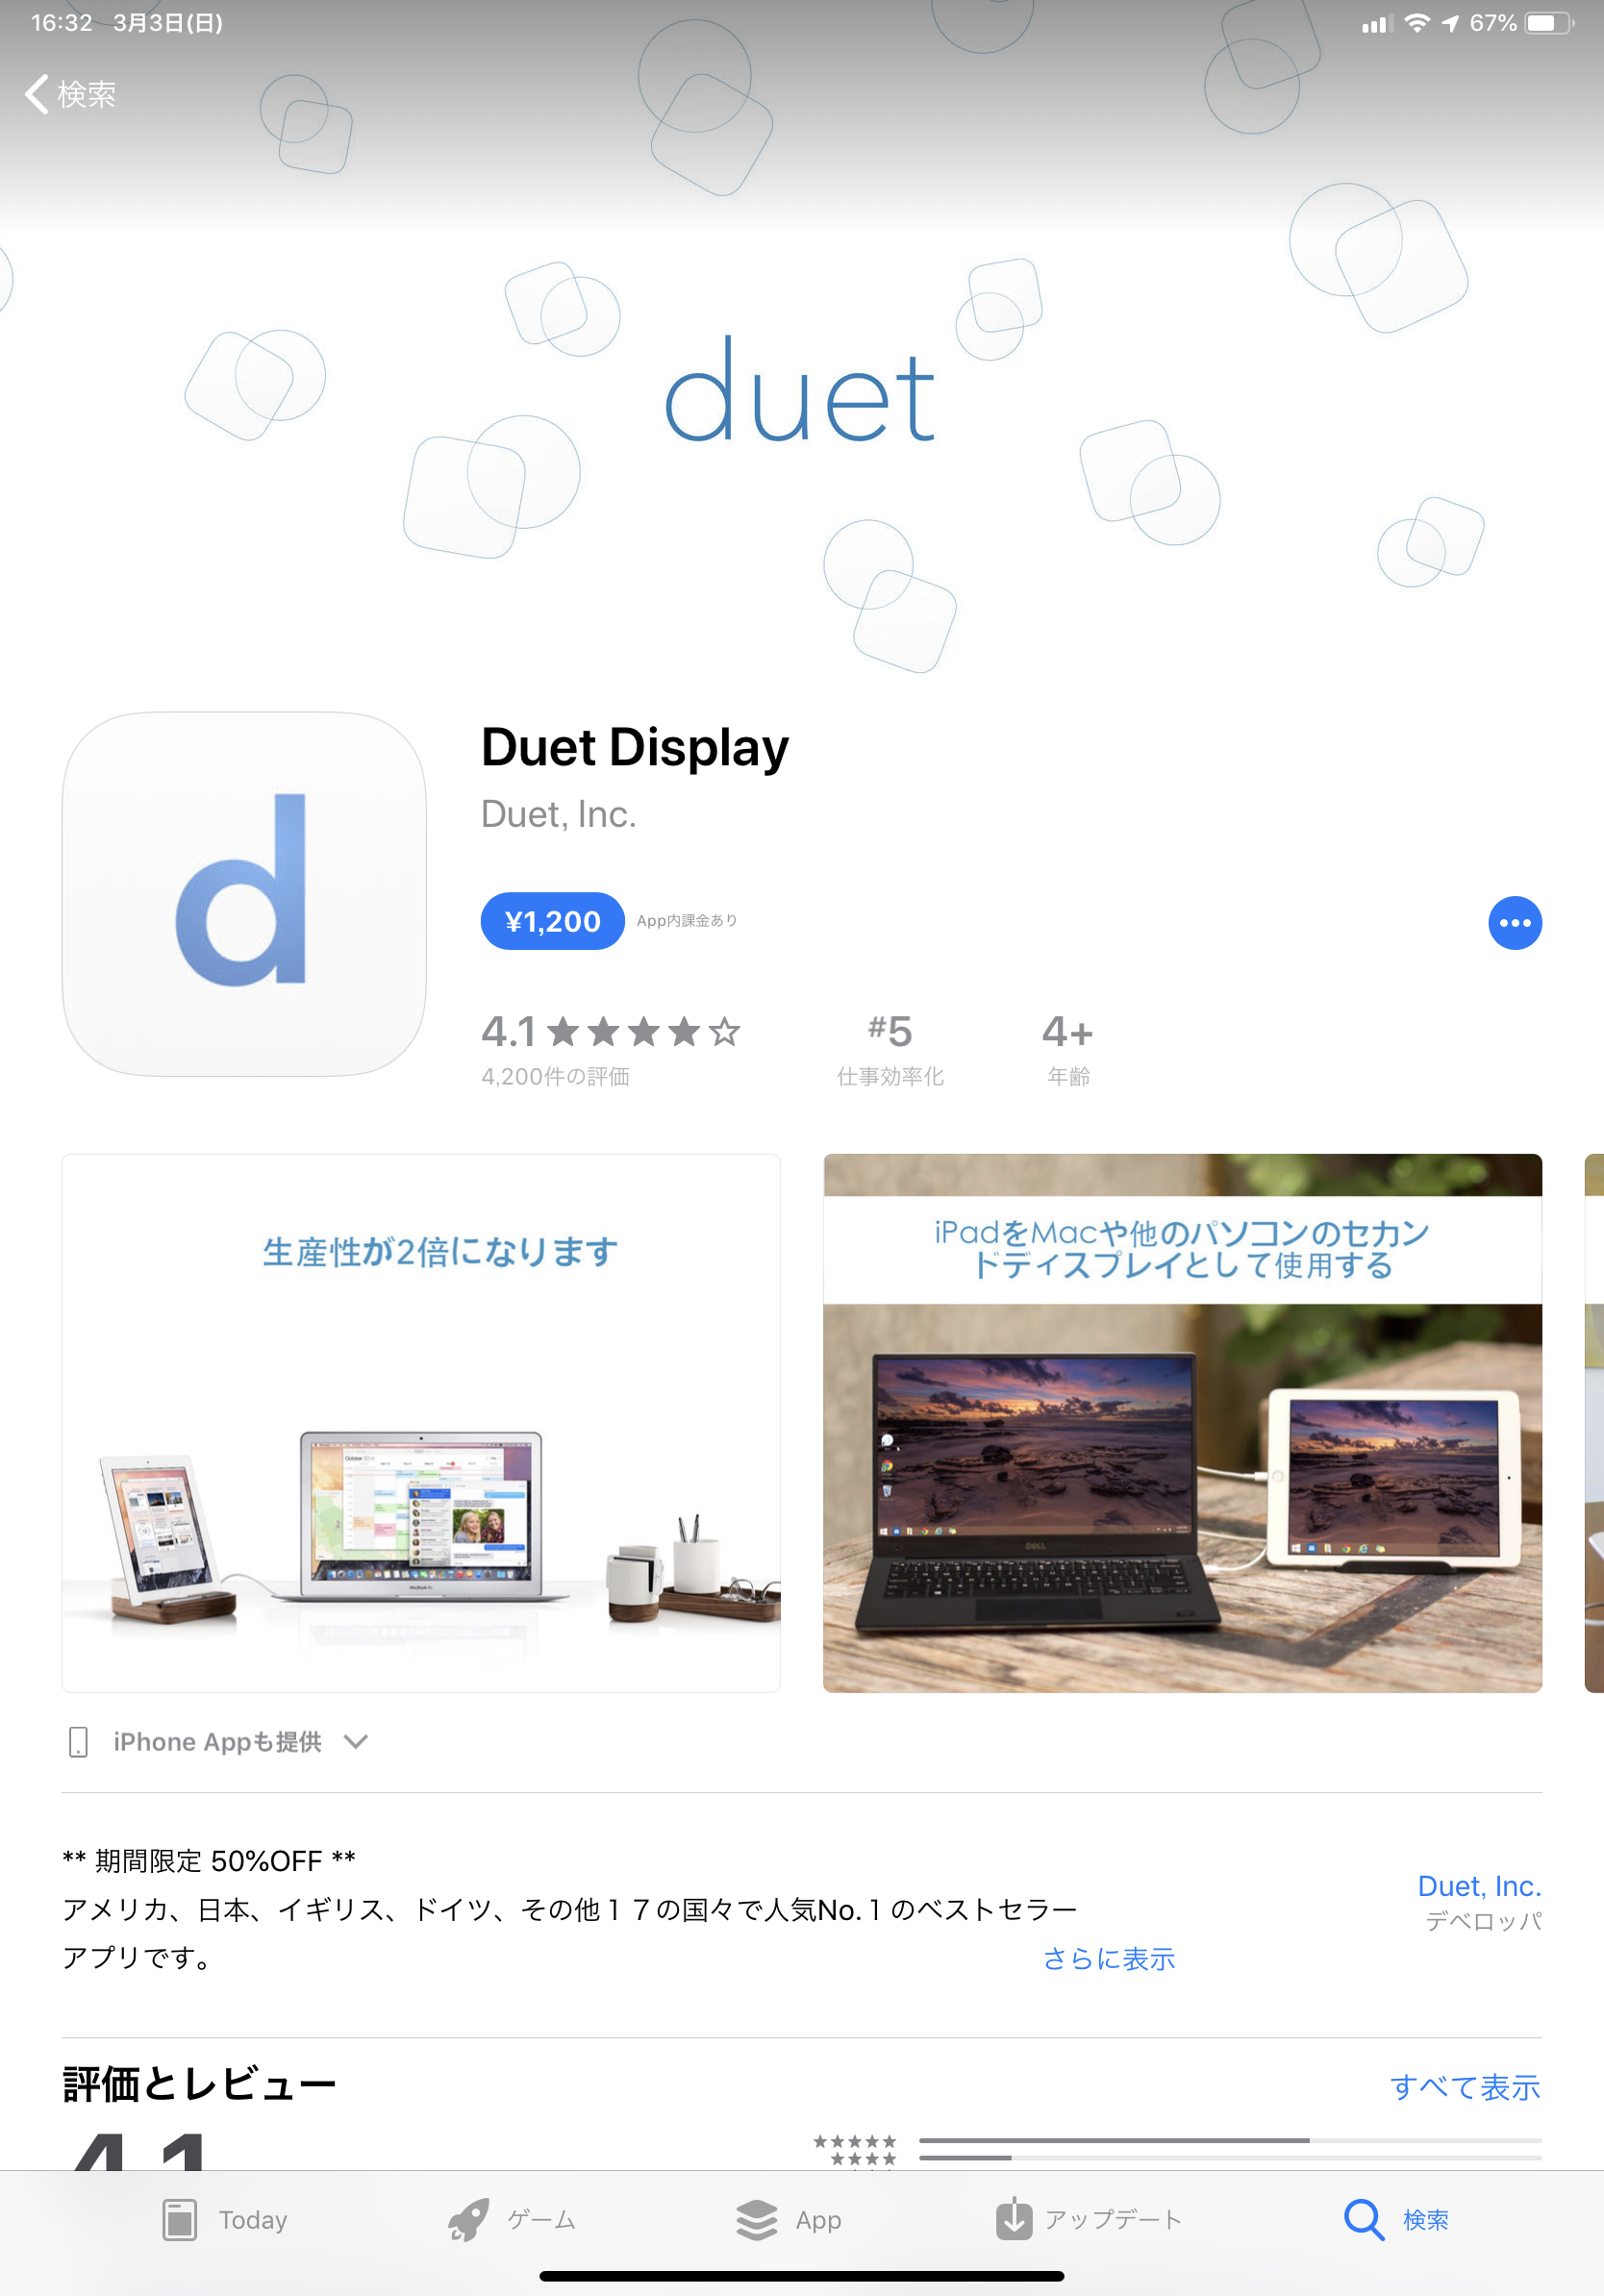 16:32 3月3日(日)
67%
検索
duet
d
Duet Display
Duet, Inc.
¥1,200 App内課金あり
4.1 ★★★★☆ #5 4+
4,200件の評価 仕事効率化 年齢
生産性が2倍になります
iPadをMacや他のパソコンのセカン
ドディスプレイとして使用する
DELL
iPhone Appも提供
** 期間限定 50%OFF **
アメリカ、日本、イギリス、ドイツ、その他１７の国々で人気No.１のベストセラー
アプリです。 さらに表示
Duet, Inc.
デベロッパ
評価とレビュー すべて表示
4.1
Today ゲーム App アップデート 検索